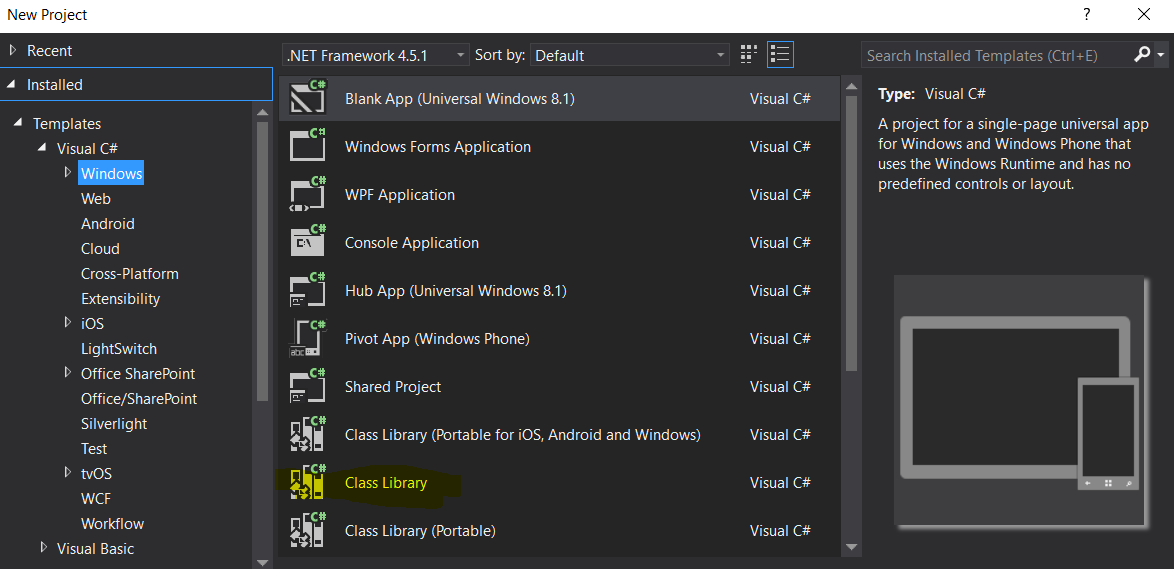 New Project
?
Recent
Installed
Templates
Visual C#
Windows
Web
Android
Cloud
Cross-Platform
Extensibility
iOS
LightSwitch
Office SharePoint
Office/SharePoint
Silverlight
Test
tvOS
WCF
Workflow
Visual Basic
.NET Framework 4.5.1 Sort by: Default
C# Blank App (Universal Windows 8.1) Visual C#
C# Windows Forms Application Visual C#
C# WPF Application Visual C#
C# C:\ Console Application Visual C#
C# Hub App (Universal Windows 8.1) Visual C#
C# abc Pivot App (Windows Phone) Visual C#
C# Shared Project Visual C#
C# Class Library (Portable for iOS, Android and Windows) Visual C#
C# Class Library Visual C#
C# Class Library (Portable) Visual C#
Search Installed Templates (Ctrl+E)
Type: Visual C#
A project for a single-page universal app
for Windows and Windows Phone that
uses the Windows Runtime and has no
predefined controls or layout.